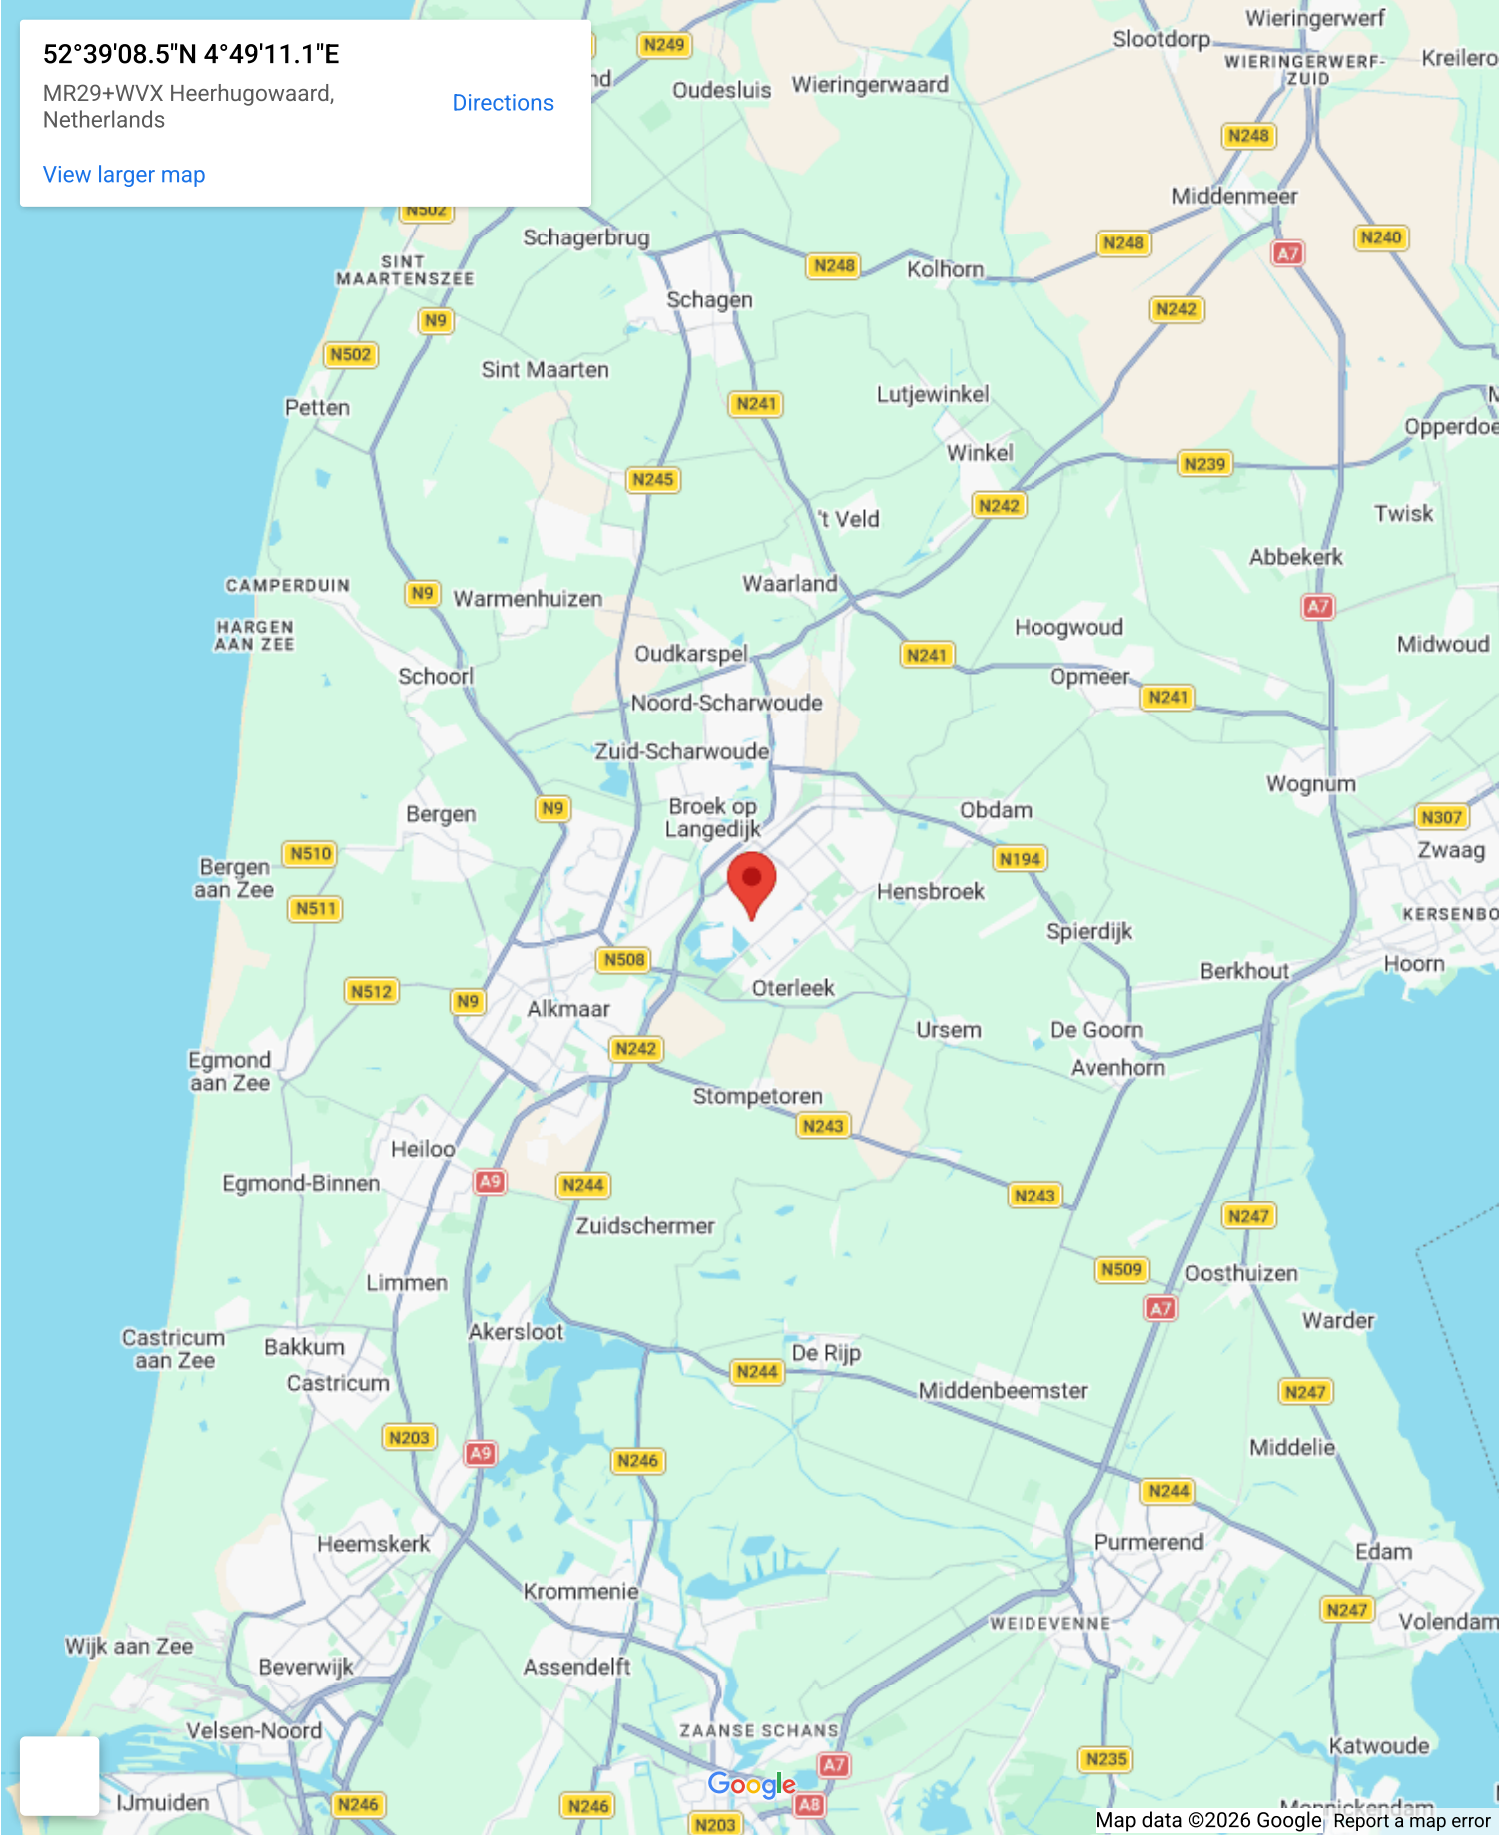 52°39'08.5"N 4°49'11.1"E
MR29+WVX Heerhugowaard,
Netherlands
Directions
View larger map
N249
Oudesluis
Wieringerwaard
Slootdorp
Wieringerwerf
WIERINGERWERF-
ZUID
N248
Middenmeer
N240
N248
A7
N502
Schagerbrug
N248
Kolhorn
SINT
MAARTENSZEE
Schagen
N242
N9
N502
Sint Maarten
Petten
N241
Lutjewinkel
Winkel
N239
N245
N242
't Veld
Twisk
Abbekerk
CAMPERDUIN
N9
Warmenhuizen
Waarland
A7
HARGEN
AAN ZEE
Hoogwoud
Midwoud
Oudkarspel
N241
Schoorl
Opmeer
N241
Noord-Scharwoude
Zuid-Scharwoude
Wognum
Bergen
N9
Broek op
Langedijk
Obdam
N307
N510
Zwaag
Bergen
aan Zee
N194
N511
Hensbroek
Spierdijk
N508
Berkhout
Hoorn
N512
N9
Alkmaar
Oterleek
Ursem
De Goorn
N242
Egmond
aan Zee
Avenhorn
Stompetoren
N243
Heiloo
Egmond-Binnen
A9
N244
N243
Zuidschermer
N247
Limmen
N509
Oosthuizen
A7
Castricum
aan Zee
Bakkum
Akersloot
Warder
De Rijp
Castricum
N244
Middenbeemster
N247
N203
A9
N246
Middelie
N244
Heemskerk
Purmerend
Edam
Krommenie
N247
WEIDEVENNE
Volendam
Wijk aan Zee
Beverwijk
Assendelft
Velsen-Noord
ZAANSE SCHANS
Katwoude
A7
N235
Google
IJmuiden
N246
N246
A8
N203
Monnickendam
Map data ©2026 Google
Report a map error